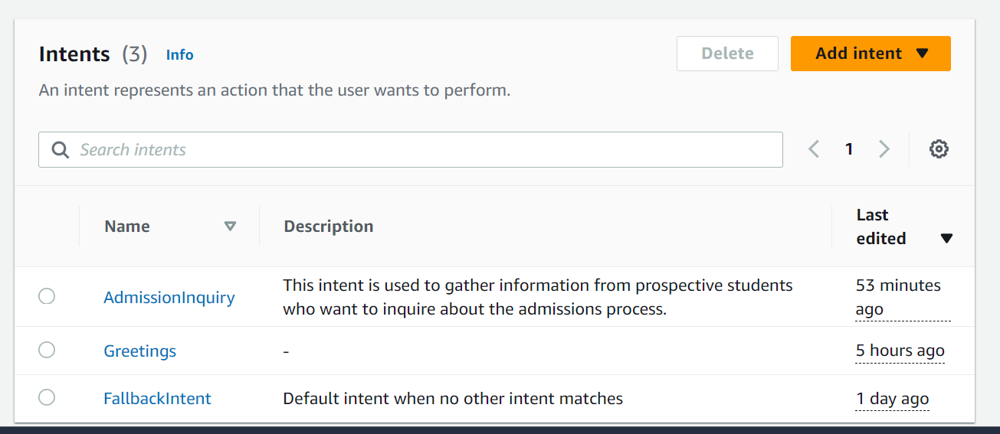 Intents (3) Info
Delete
Add intent
An intent represents an action that the user wants to perform.
Search intents
1
Name
Description
Last
edited
AdmissionInquiry
This intent is used to gather information from prospective students
who want to inquire about the admissions process.
53 minutes
ago
Greetings
-
5 hours ago
FallbackIntent
Default intent when no other intent matches
1 day ago